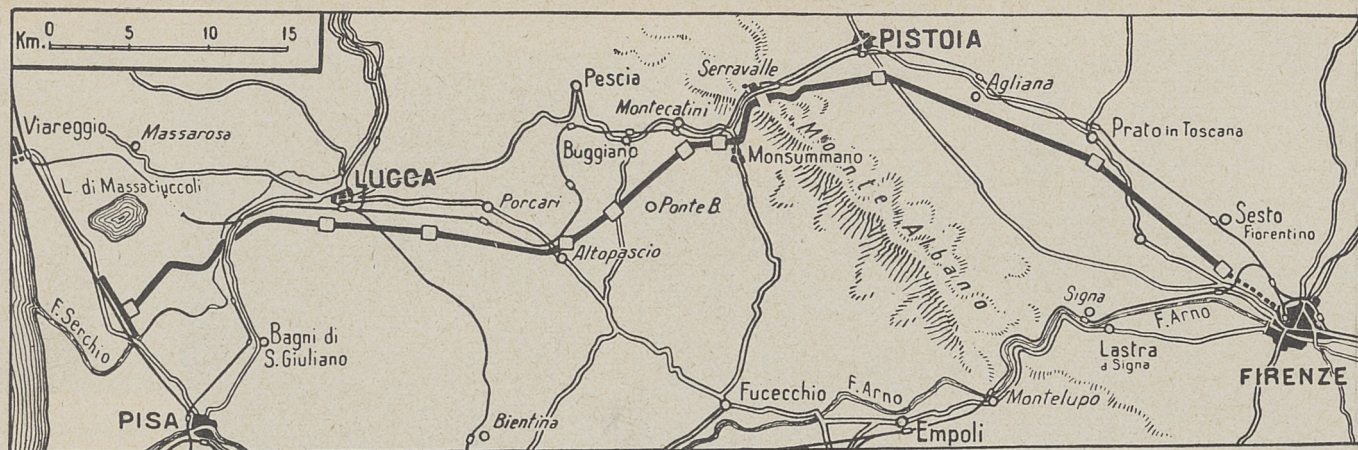 Km. 0 5 10 15
PISTOIA
Serravalle
Pescia
Agliana
Montecatini
Viareggio
Massarosa
Prato in Toscana
Buggiano
Monsummano
L. di Massaciuccoli
LUCCA
Porcari
Ponte B.
Monte Albano
Sesto
Fiorentino
Altopascio
Signa
F. Serchio
F. Arno
Bagni di
S. Giuliano
Lastra
a Signa
FIRENZE
Fucecchio
F. Arno
Montelupo
PISA
Bientina
Empoli